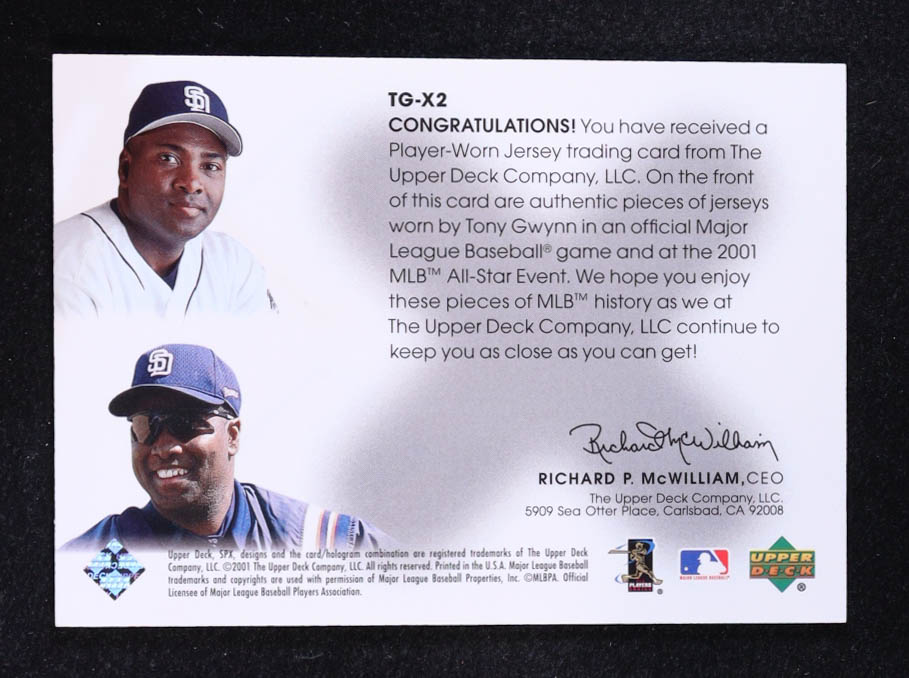 SD
SD
TG-X2
CONGRATULATIONS! You have received a
Player-Worn Jersey trading card from The
Upper Deck Company, LLC. On the front
of this card are authentic pieces of jerseys
worn by Tony Gwynn in an official Major
League Baseball® game and at the 2001
MLB™ All-Star Event. We hope you enjoy
these pieces of MLB™ history as we at
The Upper Deck Company, LLC continue to
keep you as close as you can get!
Richard McWilliam
RICHARD P. McWILLIAM, CEO
The Upper Deck Company, LLC.
5909 Sea Otter Place, Carlsbad, CA 92008
Upper Deck, SPX, designs and the card/hologram combination are registered trademarks of The Upper Deck
Company, LLC. ©2001 The Upper Deck Company, LLC. All rights reserved. Printed in the U.S.A. Major League Baseball
trademarks and copyrights are used with permission of Major League Baseball Properties, Inc. ©MLBPA. Official
Licensee of Major League Baseball Players Association.
PLAYERS
CHOICE
®
MAJOR LEAGUE BASEBALL
UPPER
DECK
®